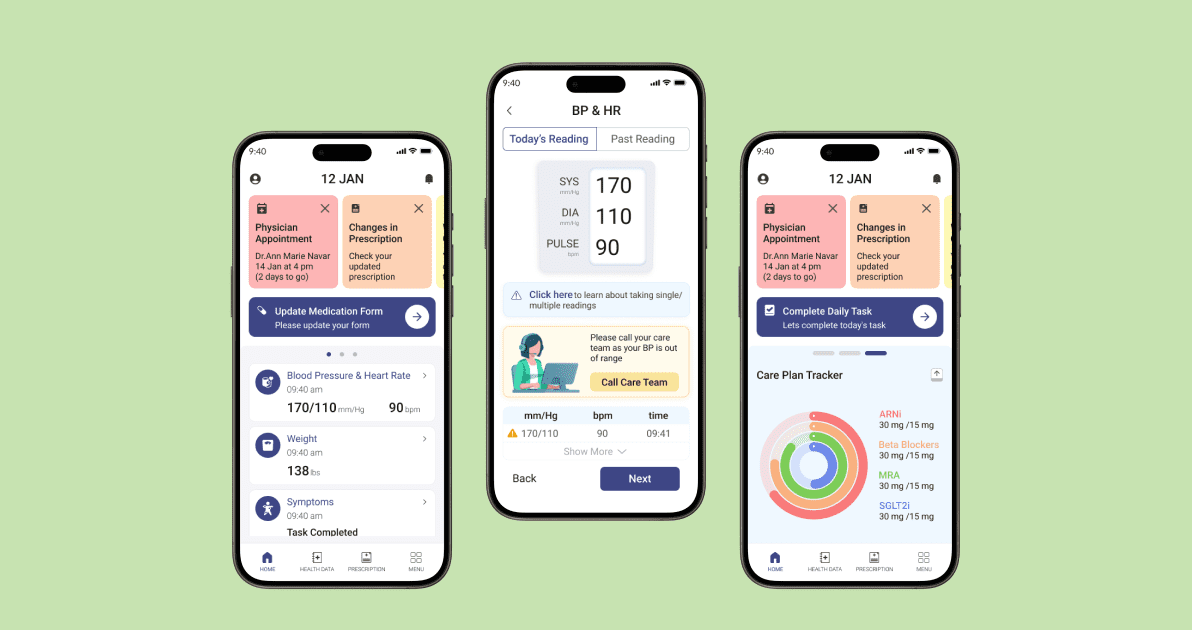 9:40
12 JAN
Physician
Appointment
Dr.Ann Marie Navar
14 Jan at 4 pm
(2 days to go)
Changes in
Prescription
Check your
updated
prescription
Update Medication Form
Please update your form
Blood Pressure & Heart Rate
09:40 am
170/110 mm/Hg 90 bpm
Weight
09:40 am
138 lbs
Symptoms
09:40 am
Task Completed
HOME HEALTH DATA PRESCRIPTION MENU
9:40
BP & HR
Today's Reading Past Reading
SYS 170
mm/Hg
DIA 110
mm/Hg
PULSE 90
bpm
Click here to learn about taking single/
multiple readings
Please call your care
team as your BP is out
of range
Call Care Team
mm/Hg bpm time
170/110 90 09:41
Show More
Back Next
9:40
12 JAN
Physician
Appointment
Dr.Ann Marie Navar
14 Jan at 4 pm
(2 days to go)
Changes in
Prescription
Check your
updated
prescription
Complete Daily Task
Lets complete today's task
Care Plan Tracker
ARNi
30 mg /15 mg
Beta Blockers
30 mg /15 mg
MRA
30 mg /15 mg
SGLT2i
30 mg /15 mg
HOME HEALTH DATA PRESCRIPTION MENU